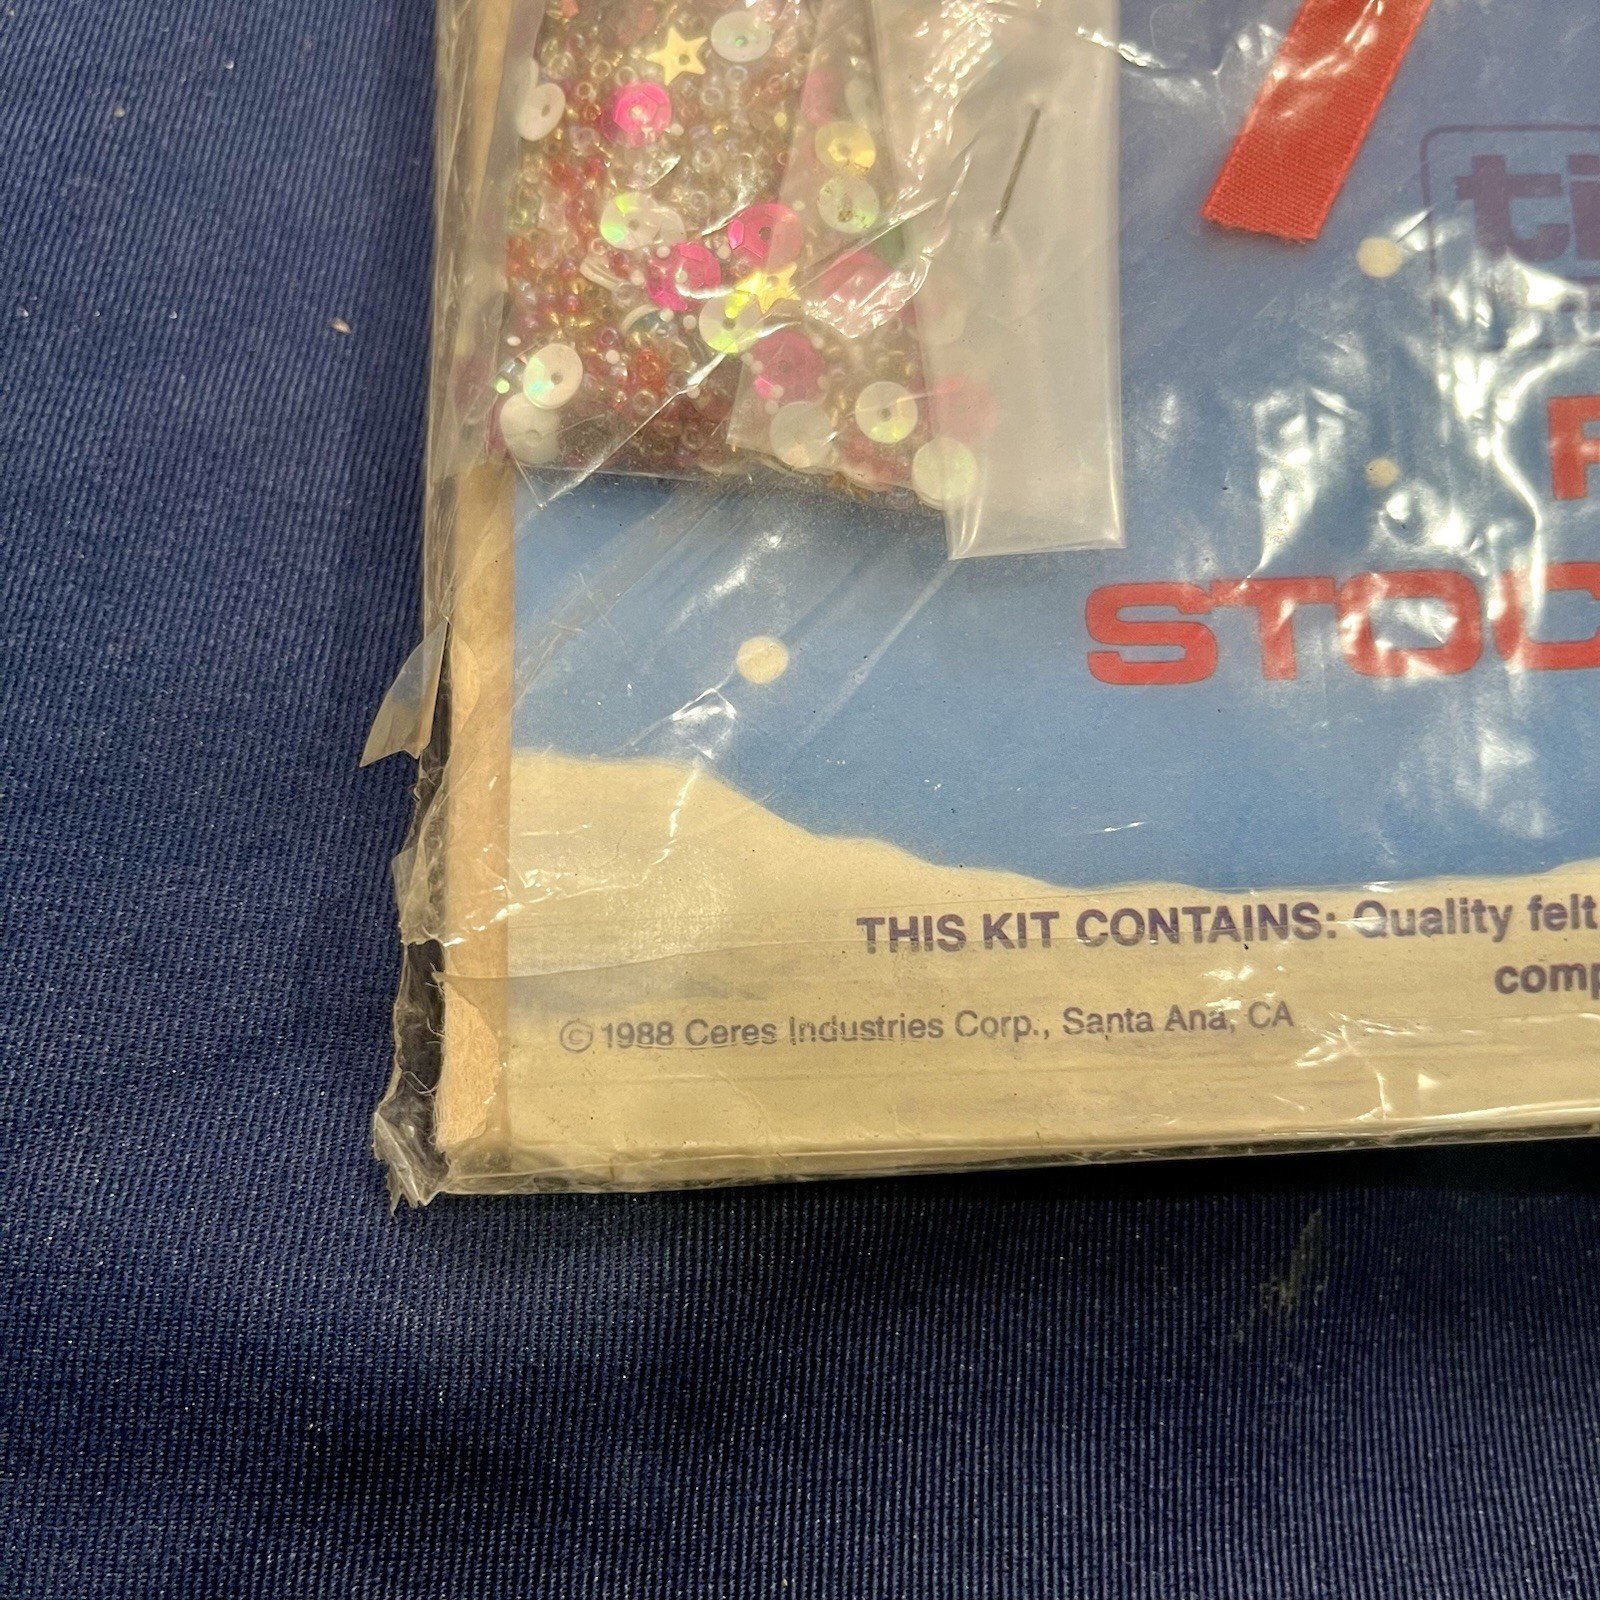 STOC
THIS KIT CONTAINS: Quality felt
comp
© 1988 Ceres Industries Corp., Santa Ana, CA